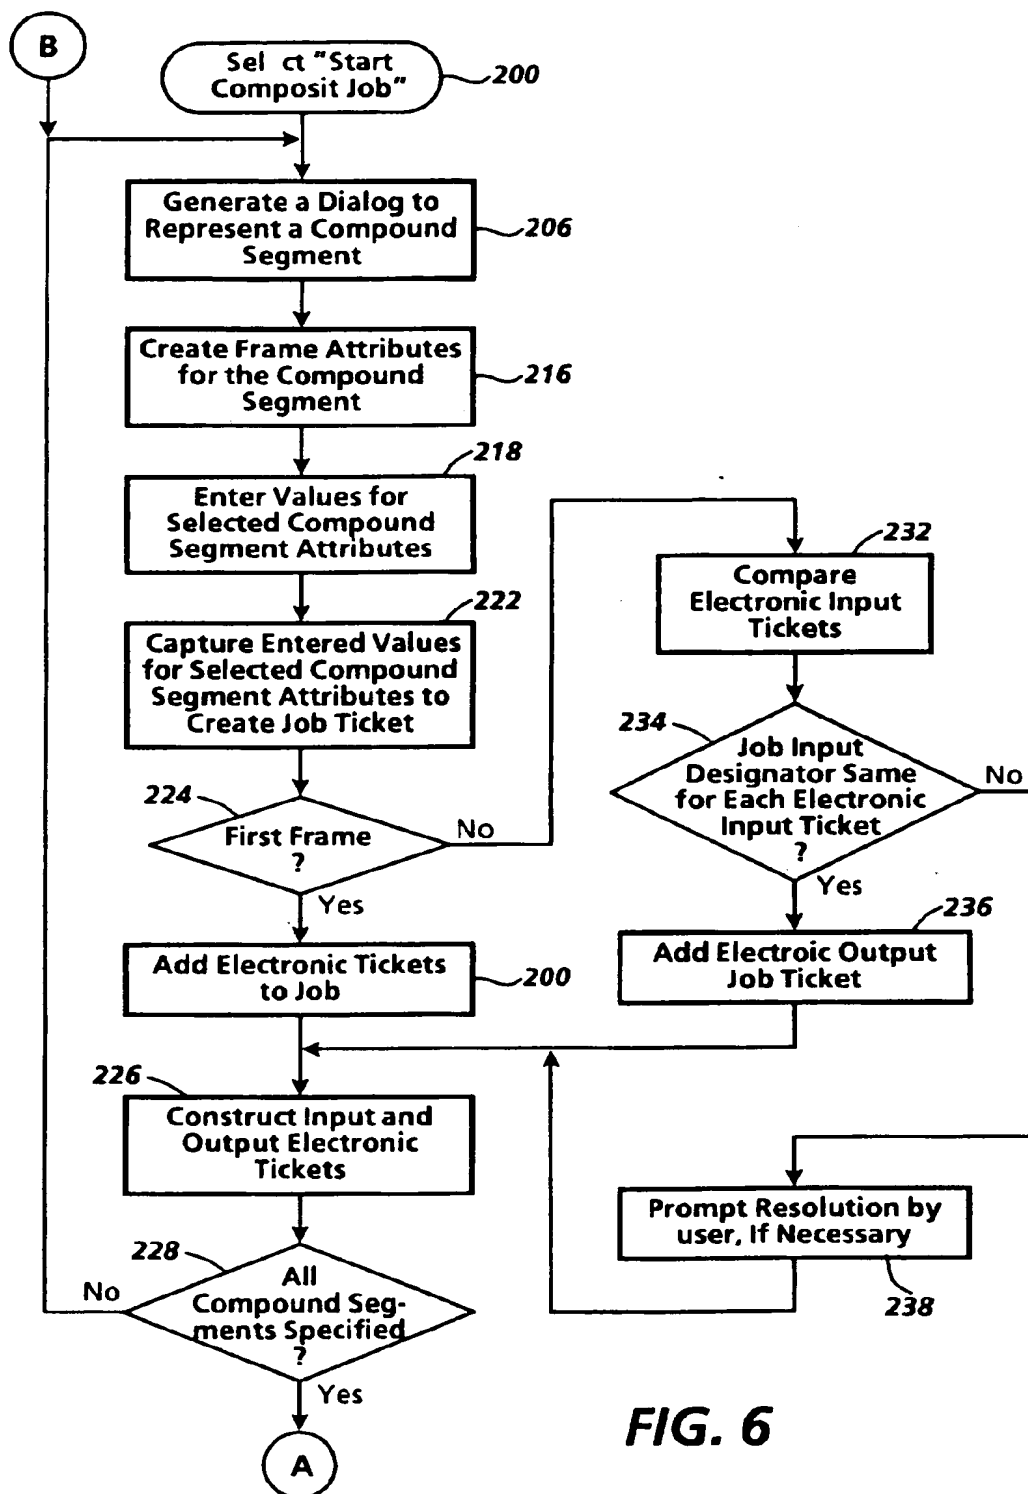 B
Sel ct "Start
Composit Job"
200
Generate a Dialog to
Represent a Compound
Segment
206
Create Frame Attributes
for the Compound
Segment
216
218
Enter Values for
Selected Compound
Segment Attributes
222
Capture Entered Values
for Selected Compound
Segment Attributes to
Create Job Ticket
224
First Frame
?
No
Yes
Add Electronic Tickets
to Job
200
226
Construct Input and
Output Electronic
Tickets
228
All
Compound Seg-
ments Specified
?
No
Yes
A
232
Compare
Electronic Input
Tickets
234
Job Input
Designator Same
for Each Electronic
Input Ticket
?
No
Yes
236
Add Electroic Output
Job Ticket
Prompt Resolution by
user, If Necessary
238
FIG. 6